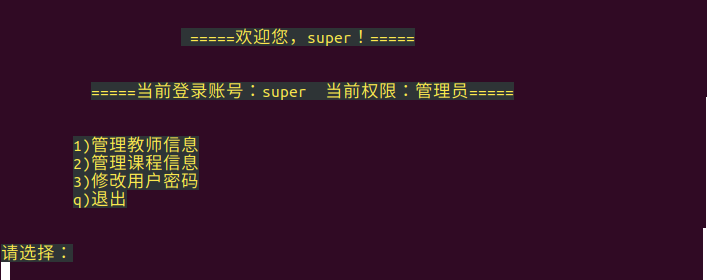 =====欢迎您，super！=====
=====当前登录账号：super  当前权限：管理员=====
1)管理教师信息
2)管理课程信息
3)修改用户密码
q)退出
请选择：